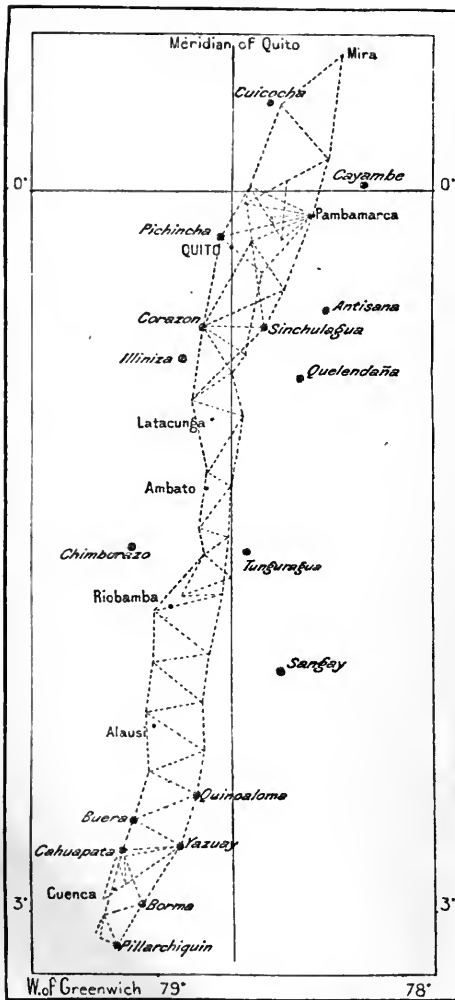 Meridian of Quito
Mira
Cuicocha
Cayambe
0° 0°
Pambamarca
Pichincha
QUITO
Antisana
Corazon
Sinchulagua
Illiniza
Quelendaña
Latacunga
Ambato
Chimborazo
Tunguragua
Riobamba
Sangay
Alausi
Quinoaloma
Buera
Yazuay
Cahuapata
Cuenca
3° 3°
Borma
Pillarchiquin
W. of Greenwich 79° 78°